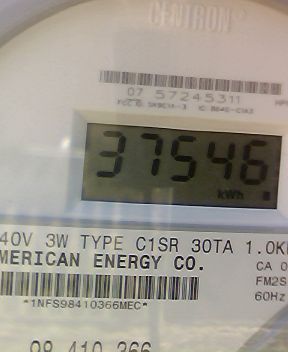 CENTRON®
07 57245311
37546
kWh
40V 3W TYPE C1SR 30TA 1.0K
MERICAN ENERGY CO.
CA 0
FM2S
*1NFS98410366MEC*
60Hz
98 410 366